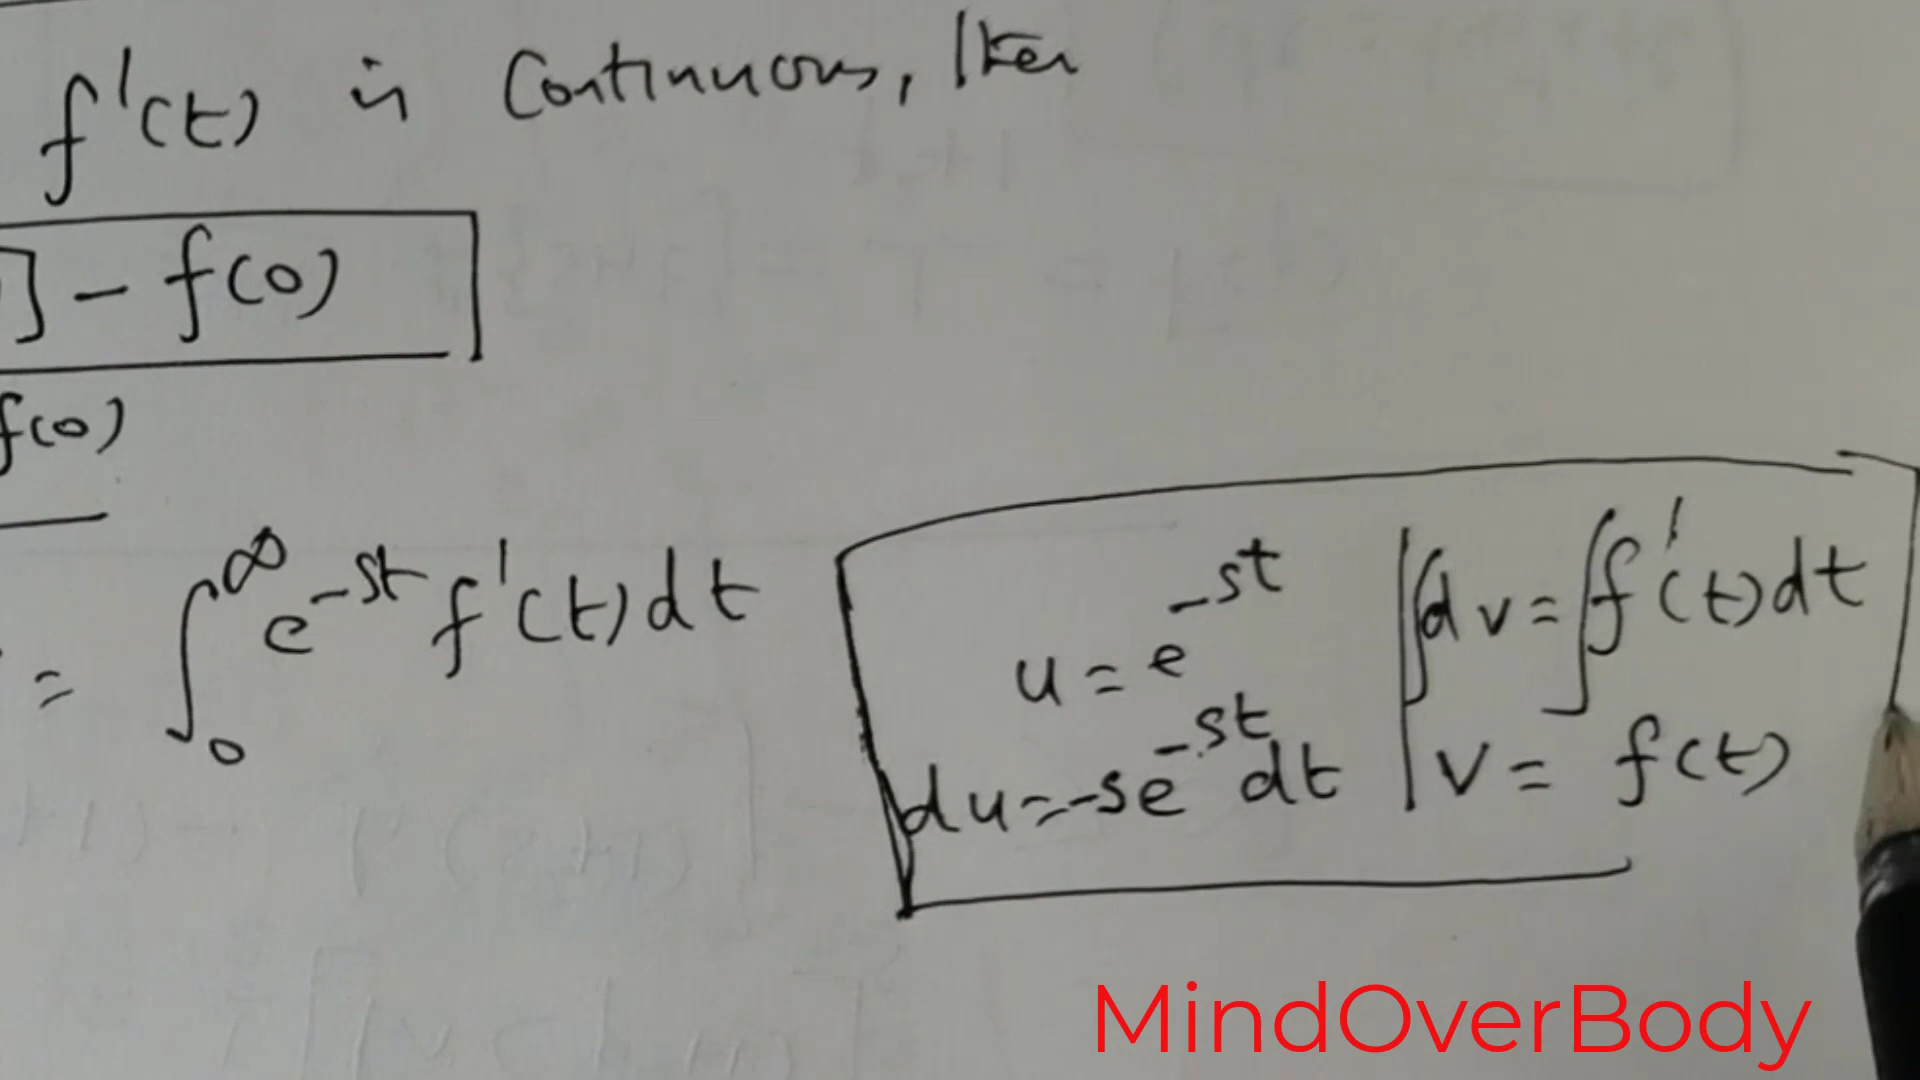 f'(t) is Continuous, then
] - f(0)
f(0)
= ∫₀^∞ e^-st f'(t) dt
u = e^-st | ∫dv = ∫f'(t)dt
du = -se^-st dt | v = f(t)
MindOverBody